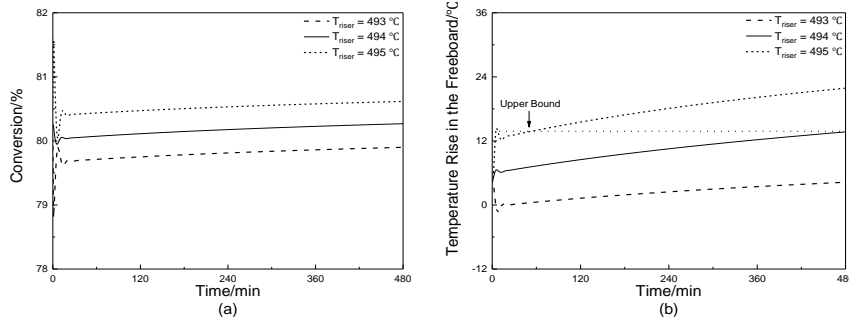 82
81
80
79
78
Conversion/%
T_riser = 493 ℃
T_riser = 494 ℃
T_riser = 495 ℃
0
120
240
360
480
Time/min
(a)
36
24
12
0
-12
Temperature Rise in the Freeboard/℃
T_riser = 493 ℃
T_riser = 494 ℃
T_riser = 495 ℃
Upper Bound
0
120
240
360
480
Time/min
(b)